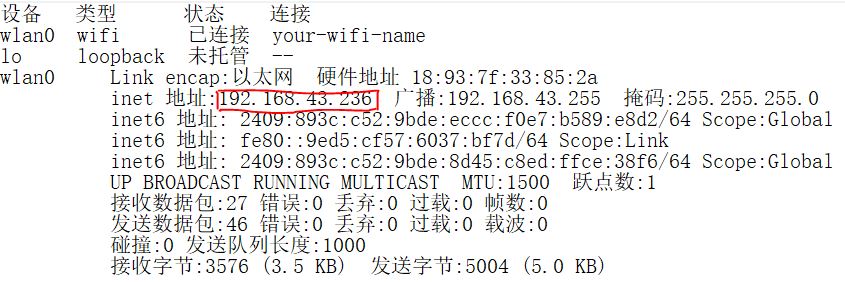 设备 类型 状态 连接
wlan0 wifi 已连接 your-wifi-name
lo loopback 未托管 --
wlan0 Link encap:以太网 硬件地址 18:93:7f:33:85:2a
inet 地址:192.168.43.236 广播:192.168.43.255 掩码:255.255.255.0
inet6 地址: 2409:893c:c52:9bde:eccc:f0e7:b589:e8d2/64 Scope:Global
inet6 地址: fe80::9ed5:cf57:6037:bf7d/64 Scope:Link
inet6 地址: 2409:893c:c52:9bde:8d45:c8ed:ffce:38f6/64 Scope:Global
UP BROADCAST RUNNING MULTICAST MTU:1500 跃点数:1
接收数据包:27 错误:0 丢弃:0 过载:0 帧数:0
发送数据包:46 错误:0 丢弃:0 过载:0 载波:0
碰撞:0 发送队列长度:1000
接收字节:3576 (3.5 KB) 发送字节:5004 (5.0 KB)